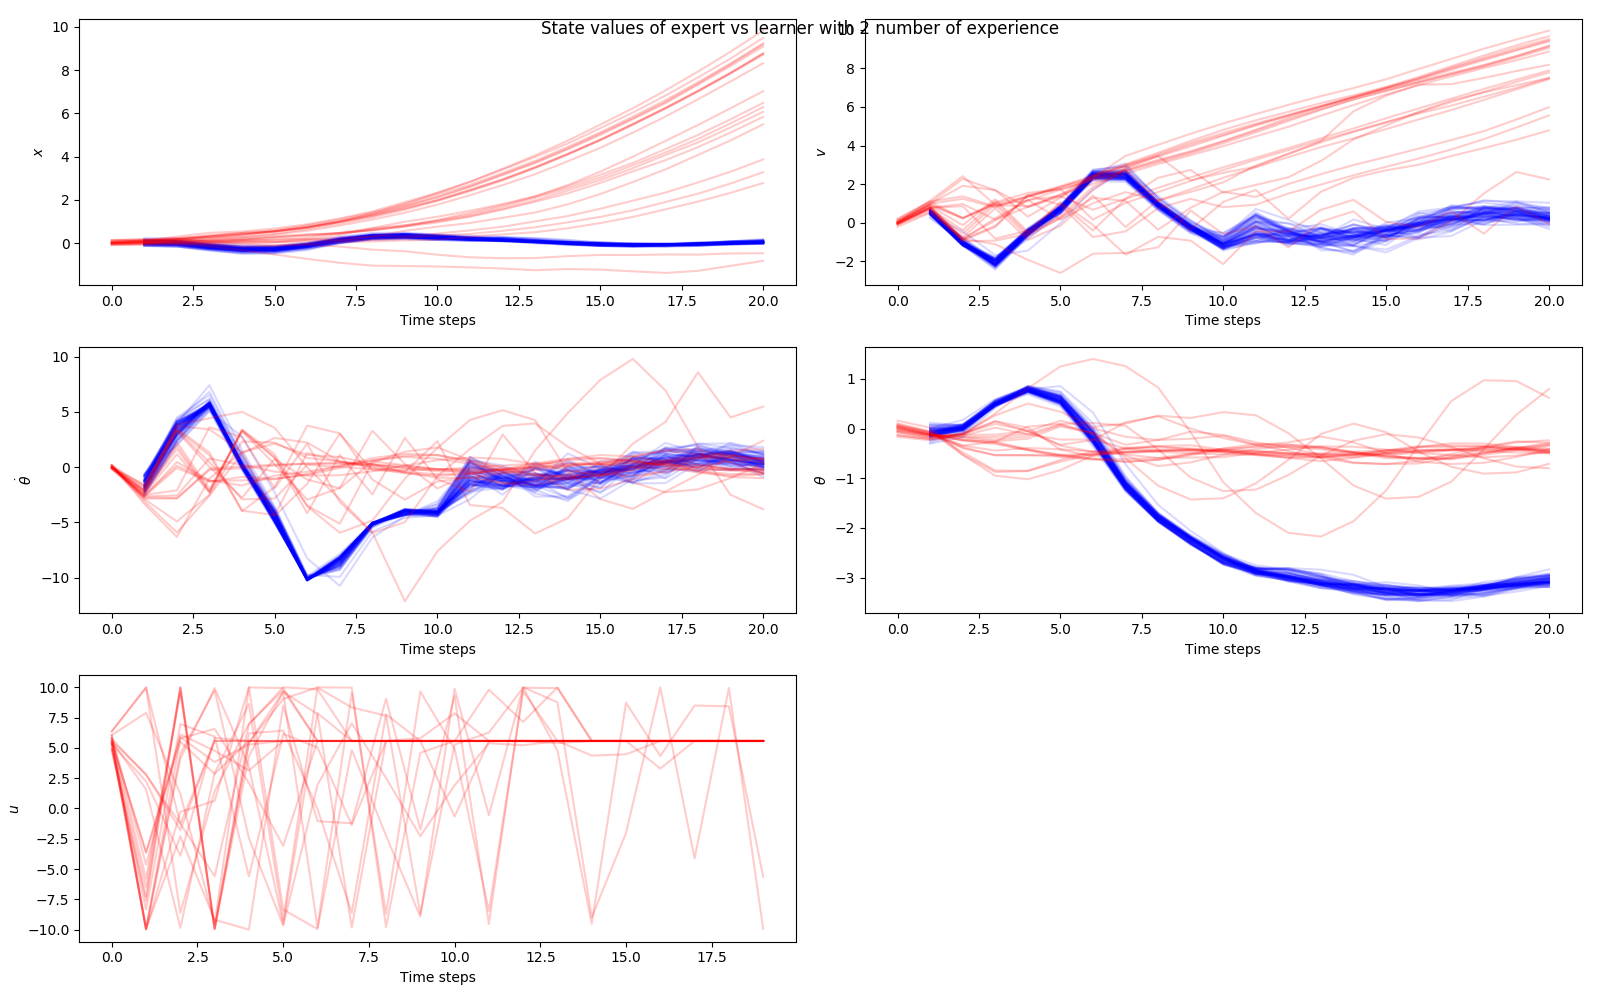 State values of expert vs learner with 2 number of experience
10
8
6
4
2
0
x
0.0 2.5 5.0 7.5 10.0 12.5 15.0 17.5 20.0
Time steps
10
8
6
4
2
0
−2
v
0.0 2.5 5.0 7.5 10.0 12.5 15.0 17.5 20.0
Time steps
10
5
0
−5
−10
θ̇
0.0 2.5 5.0 7.5 10.0 12.5 15.0 17.5 20.0
Time steps
1
0
−1
−2
−3
θ
0.0 2.5 5.0 7.5 10.0 12.5 15.0 17.5 20.0
Time steps
10.0
7.5
5.0
2.5
0.0
−2.5
−5.0
−7.5
−10.0
u
0.0 2.5 5.0 7.5 10.0 12.5 15.0 17.5
Time steps